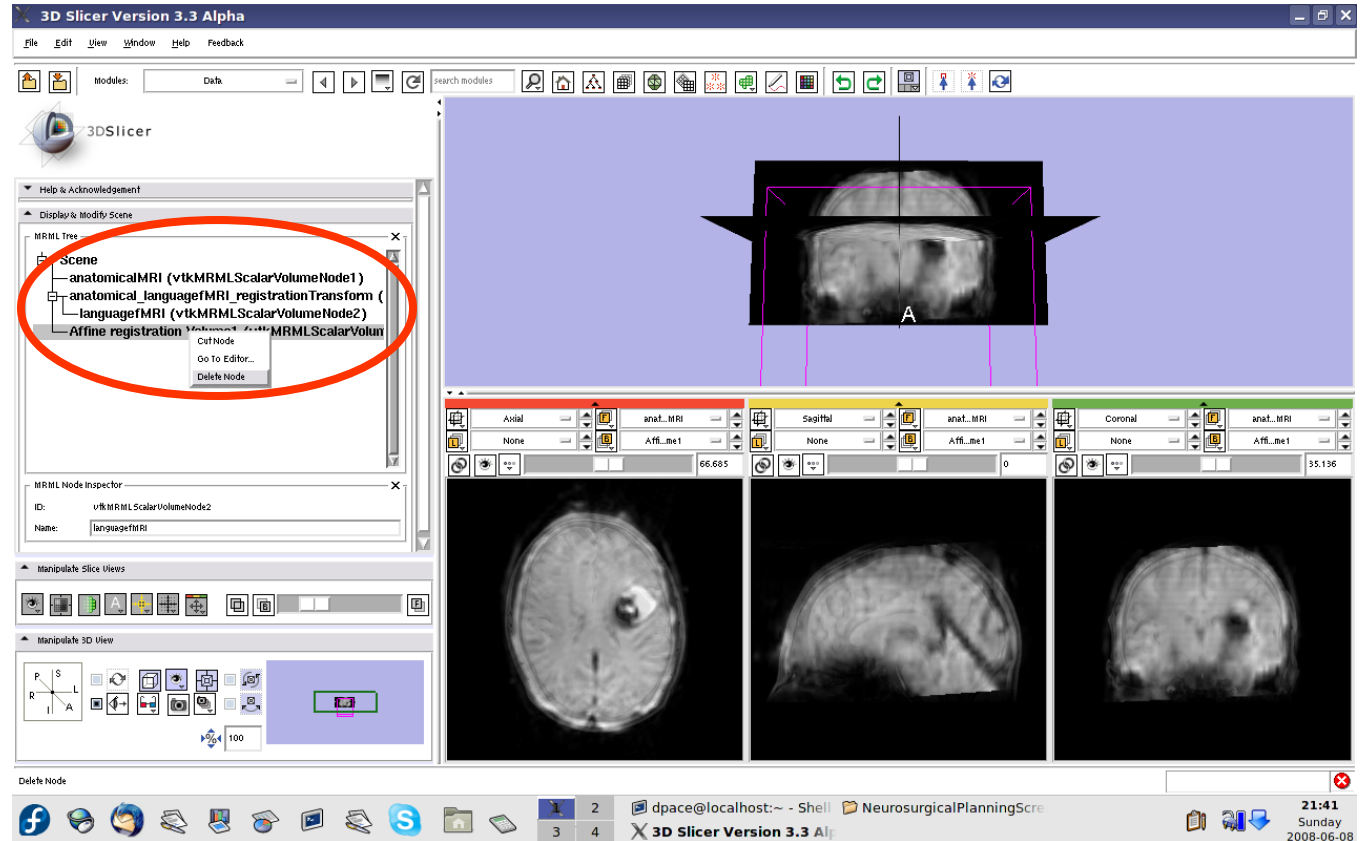 3D Slicer Version 3.3 Alpha
File Edit View Window Help Feedback
Modules: Data search modules
3DSlicer
Help & Acknowledgement
Display & Modify Scene
MRML Tree
Scene
anatomicalMRI (vtkMRMLScalarVolumeNode1)
anatomical_languagefMRI_registrationTransform (
languagefMRI (vtkMRMLScalarVolumeNode2)
Affine registration Volume1 (vtkMRMLScalarVolum
Cut Node
Go To Editor...
Delete Node
MRML Node Inspector
ID: vtkMRMLScalarVolumeNode2
Name: languagefMRI
Manipulate Slice Views
Manipulate 3D View
P S
R L
I A
100
A
Axial anat...MRI
None Affi...me1
66.685
Sagittal anat...MRI
None Affi...me1
0
Coronal anat...MRI
None Affi...me1
35.136
Delete Node
1 2
3 4
dpace@localhost:~ - Shell
NeurosurgicalPlanningScre
3D Slicer Version 3.3 Alp
21:41
Sunday
2008-06-08